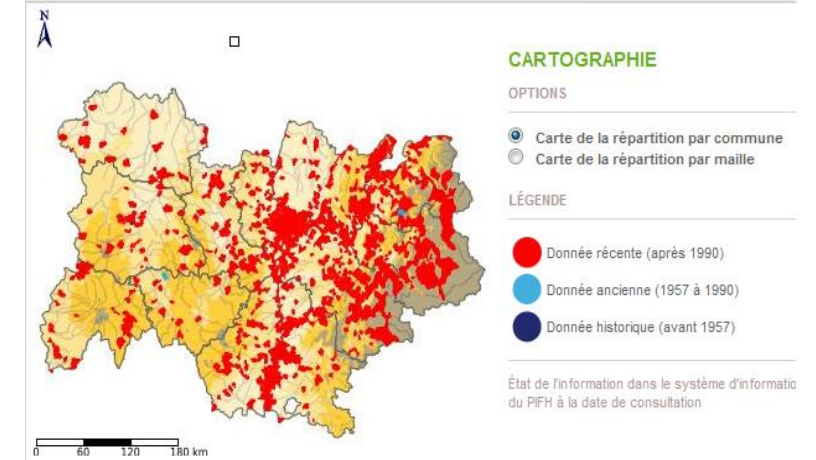 N
CARTOGRAPHIE
OPTIONS
Carte de la répartition par commune
Carte de la répartition par maille
LÉGENDE
Donnée récente (après 1990)
Donnée ancienne (1957 à 1990)
Donnée historique (avant 1957)
État de l'information dans le système d'informatio
du PIFH à la date de consultation
0 60 120 180 km